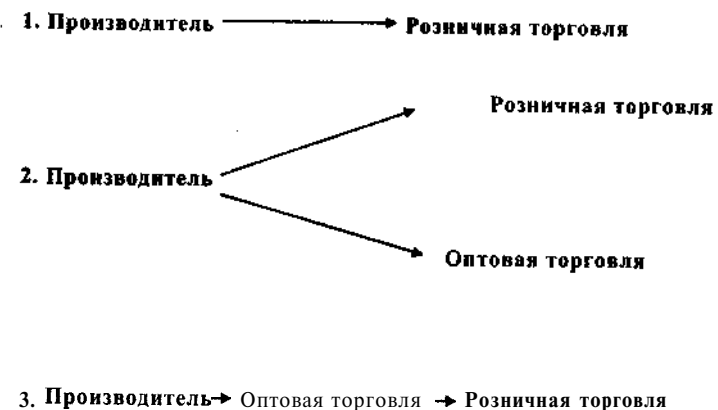 1. Производитель Розничная торговля
Розничная торговля
2. Производитель
Оптовая торговля
3. Производитель Оптовая торговля Розничная торговля